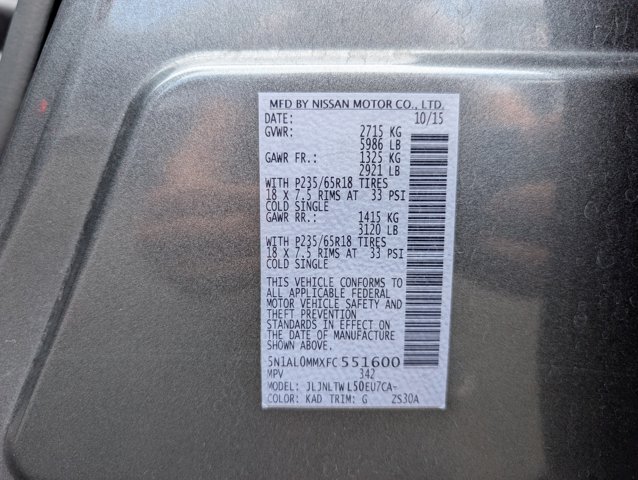 MFD BY NISSAN MOTOR CO., LTD.
DATE: 10/15
GVWR: 2715 KG
5986 LB
GAWR FR.: 1325 KG
2921 LB
WITH P235/65R18 TIRES
18 X 7.5 RIMS AT 33 PSI
COLD SINGLE
GAWR RR.: 1415 KG
3120 LB
WITH P235/65R18 TIRES
18 X 7.5 RIMS AT 33 PSI
COLD SINGLE
THIS VEHICLE CONFORMS TO
ALL APPLICABLE FEDERAL
MOTOR VEHICLE SAFETY AND
THEFT PREVENTION
STANDARDS IN EFFECT ON
THE DATE OF MANUFACTURE
SHOWN ABOVE.
5N1AL0MMXFC551600
MPV 342
MODEL: JLJNLTWL50EU7CA-
COLOR: KAD TRIM: G ZS30A